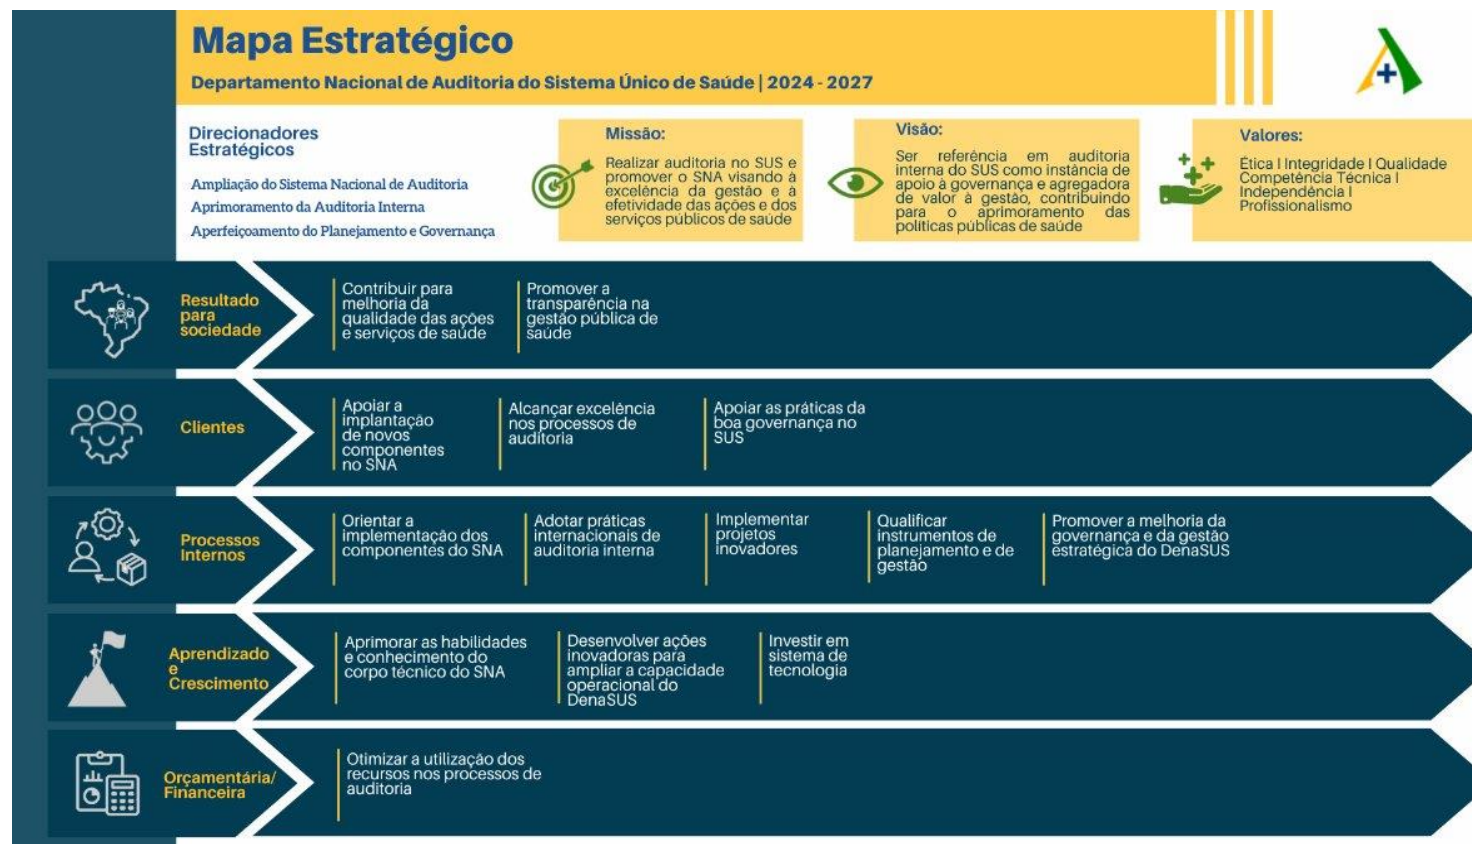 Mapa Estratégico
Departamento Nacional de Auditoria do Sistema Único de Saúde | 2024 - 2027
Direcionadores
Estratégicos
Ampliação do Sistema Nacional de Auditoria
Aprimoramento da Auditoria Interna
Aperfeiçoamento do Planejamento e Governança
Missão:
Realizar auditoria no SUS e
promover o SNA visando à
excelência da gestão e à
efetividade das ações e dos
serviços públicos de saúde
Visão:
Ser referência em auditoria
interna do SUS como instância de
apoio à governança e agregadora
de valor à gestão, contribuindo
para o aprimoramento das
políticas públicas de saúde
Valores:
Ética | Integridade | Qualidade
Competência Técnica |
Independência |
Profissionalismo
Resultado
para
sociedade
Contribuir para
melhoria da
qualidade das ações
e serviços de saúde
Promover a
transparência na
gestão pública de
saúde
Clientes
Apoiar a
implantação
de novos
componentes
no SNA
Alcançar excelência
nos processos de
auditoria
Apoiar as práticas da
boa governança no
SUS
Processos
Internos
Orientar a
implementação dos
componentes do SNA
Adotar práticas
internacionais de
auditoria interna
Implementar
projetos
inovadores
Qualificar
instrumentos de
planejamento e de
gestão
Promover a melhoria da
governança e da gestão
estratégica do DenaSUS
Aprendizado
e
Crescimento
Aprimorar as habilidades
e conhecimento do
corpo técnico do SNA
Desenvolver ações
inovadoras para
ampliar a capacidade
operacional do
DenaSUS
Investir em
sistema de
tecnologia
Orçamentária/
Financeira
Otimizar a utilização dos
recursos nos processos de
auditoria